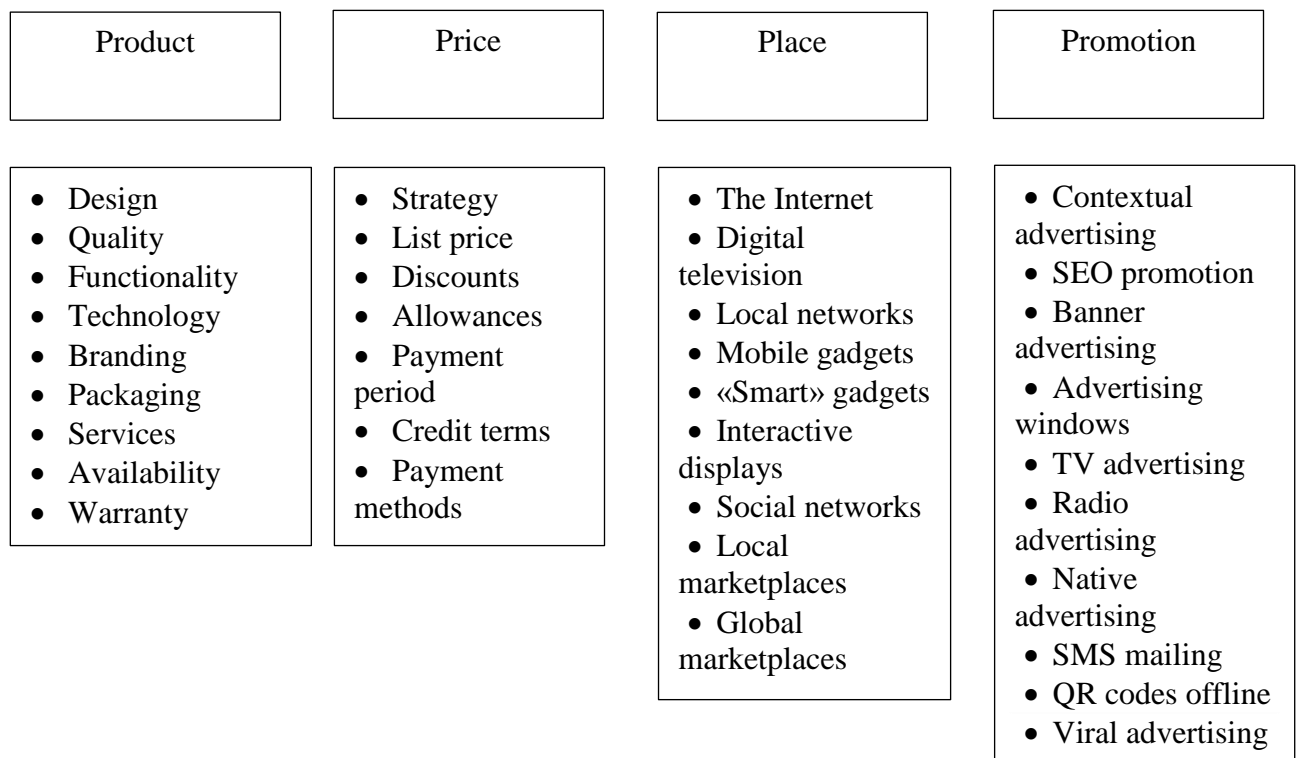 Product
Price
Place
Promotion
• Design
• Quality
• Functionality
• Technology
• Branding
• Packaging
• Services
• Availability
• Warranty
• Strategy
• List price
• Discounts
• Allowances
• Payment
period
• Credit terms
• Payment
methods
• The Internet
• Digital
television
• Local networks
• Mobile gadgets
• «Smart» gadgets
• Interactive
displays
• Social networks
• Local
marketplaces
• Global
marketplaces
• Contextual
advertising
• SEO promotion
• Banner
advertising
• Advertising
windows
• TV advertising
• Radio
advertising
• Native
advertising
• SMS mailing
• QR codes offline
• Viral advertising